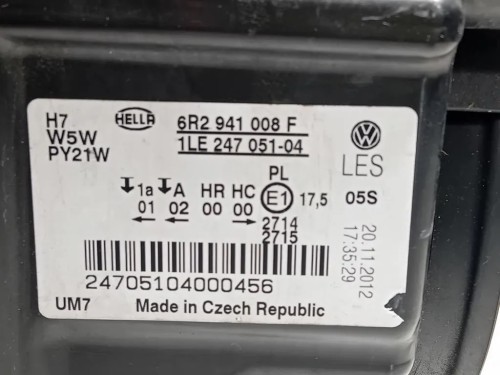 H7
W5W
PY21W
HELLA
6R2 941 008 F
1LE 247 051-04
VW
LES
05S
PL
1a A HR HC
01 02 00 00
E1 17,5
2714
2715
20.11.2012
17:35:29
24705104000456
UM7 Made in Czech Republic